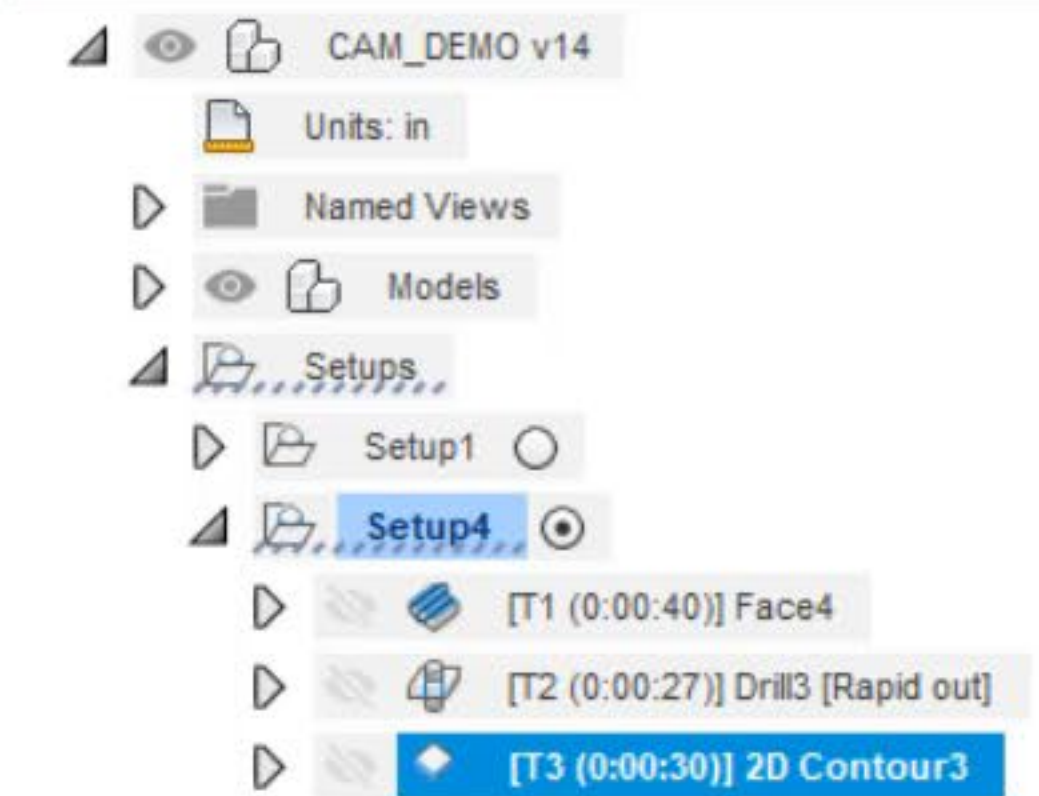 CAM_DEMO v14
Units: in
Named Views
Models
Setups
Setup1
Setup4
[T1 (0:00:40)] Face4
[T2 (0:00:27)] Drill3 [Rapid out]
[T3 (0:00:30)] 2D Contour3